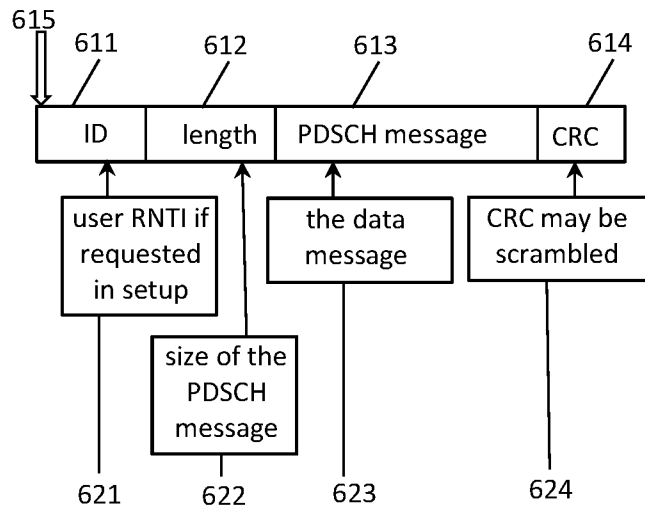 615
611
612
613
614
ID
length
PDSCH message
CRC
user RNTI if
requested
in setup
the data
message
CRC may be
scrambled
size of the
PDSCH
message
621
622
623
624